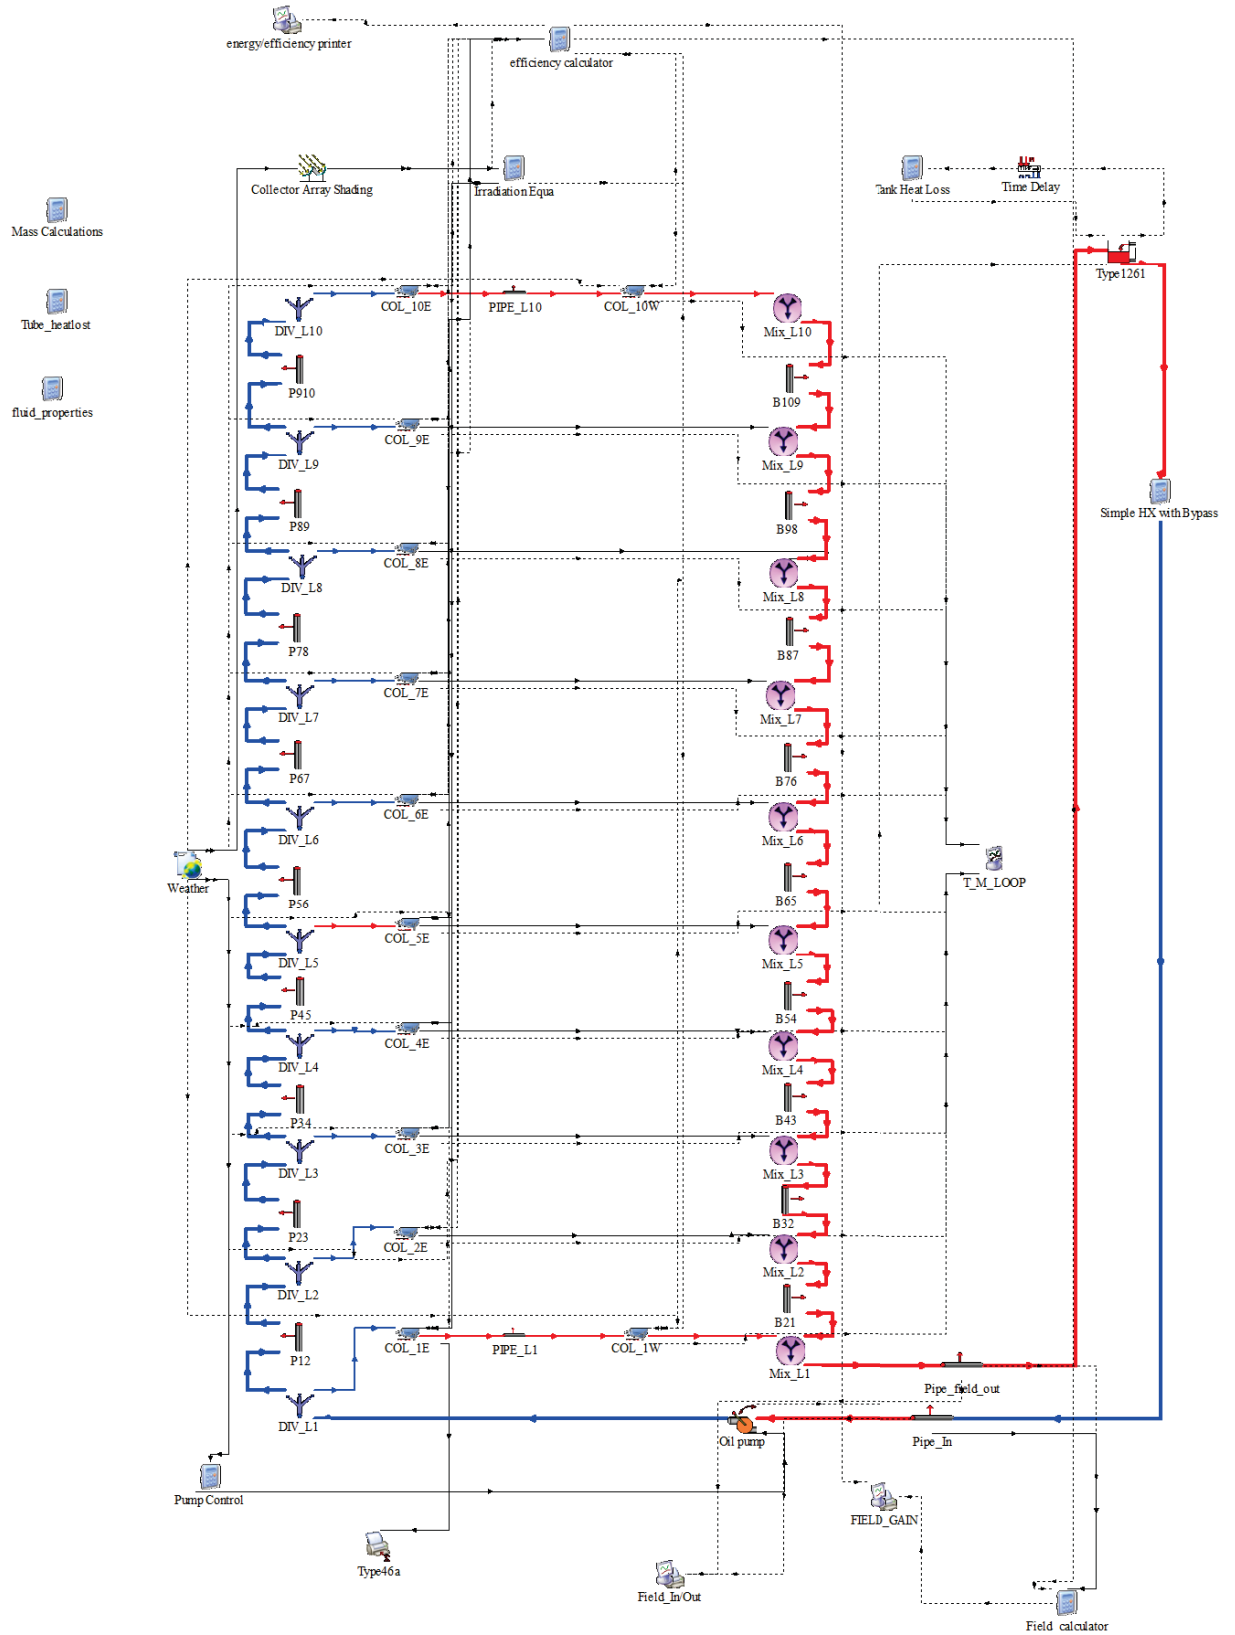 energy/efficiency printer
efficiency calculator
Collector Array Shading
Irradiation Equa
Tank Heat Loss
Time Delay
Mass Calculations
Type1261
Tube_heatlost
DIV_L10
COL_10E
PIPE_L10
COL_10W
Mix_L10
fluid_properties
P910
B109
DIV_L9
COL_9E
Mix_L9
P89
B98
Simple HX with Bypass
DIV_L8
COL_8E
Mix_L8
P78
B87
DIV_L7
COL_7E
Mix_L7
P67
B76
DIV_L6
COL_6E
Mix_L6
Weather
P56
B65
T_M_LOOP
DIV_L5
COL_5E
Mix_L5
P45
B54
DIV_L4
COL_4E
Mix_L4
P34
B43
DIV_L3
COL_3E
Mix_L3
P23
B32
DIV_L2
COL_2E
Mix_L2
P12
B21
COL_1E
PIPE_L1
COL_1W
Mix_L1
Pipe_field_out
DIV_L1
Oil pump
Pipe_In
Pump Control
FIELD_GAIN
Type46a
Field_In/Out
Field_calculator